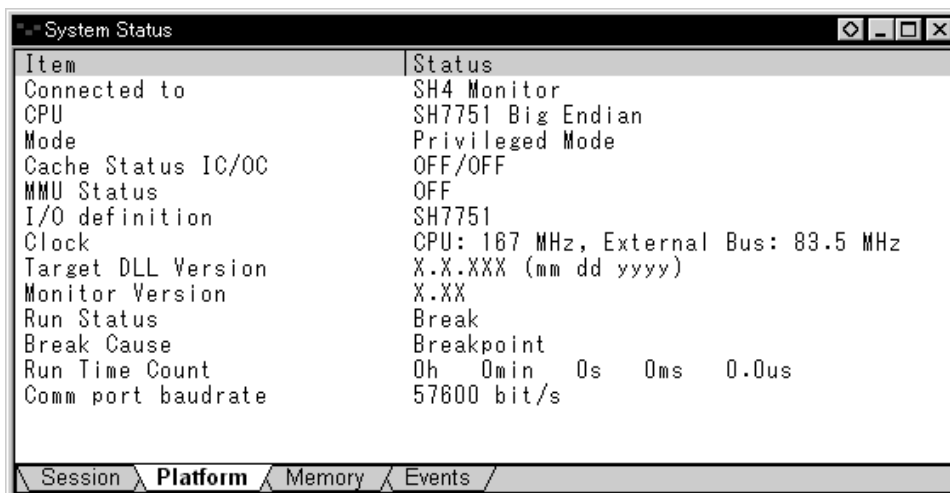 System Status
Item Status
Connected to SH4 Monitor
CPU SH7751 Big Endian
Mode Privileged Mode
Cache Status IC/OC OFF/OFF
MMU Status OFF
I/O definition SH7751
Clock CPU: 167 MHz, External Bus: 83.5 MHz
Target DLL Version X.X.XXX (mm dd yyyy)
Monitor Version X.XX
Run Status Break
Break Cause Breakpoint
Run Time Count 0h 0min 0s 0ms 0.0us
Comm port baudrate 57600 bit/s
Session Platform Memory Events